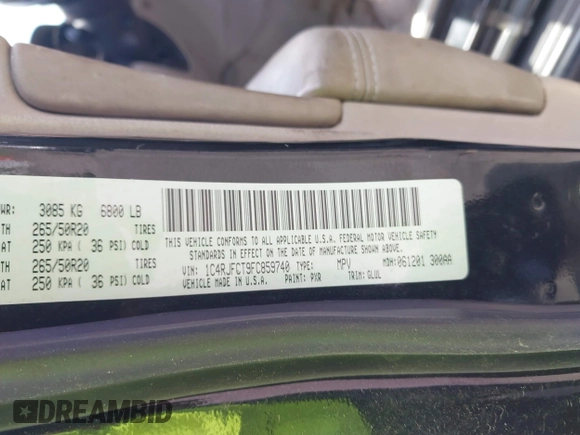 WR: 3085 KG 6800 LB
TH 265/50R20 TIRES
AT 250 KPA ( 36 PSI) COLD
TH 265/50R20 TIRES
AT 250 KPA ( 36 PSI) COLD
THIS VEHICLE CONFORMS TO ALL APPLICABLE U.S.A. FEDERAL MOTOR VEHICLE SAFETY
STANDARDS IN EFFECT ON THE DATE OF MANUFACTURE SHOWN ABOVE.
VIN: 1C4RJFCT9FC859740 TYPE: MPV MDH: 061201 300AA
VEHICLE MADE IN U.S.A. PAINT: PXR TRIM: GLUL
DREAMBID